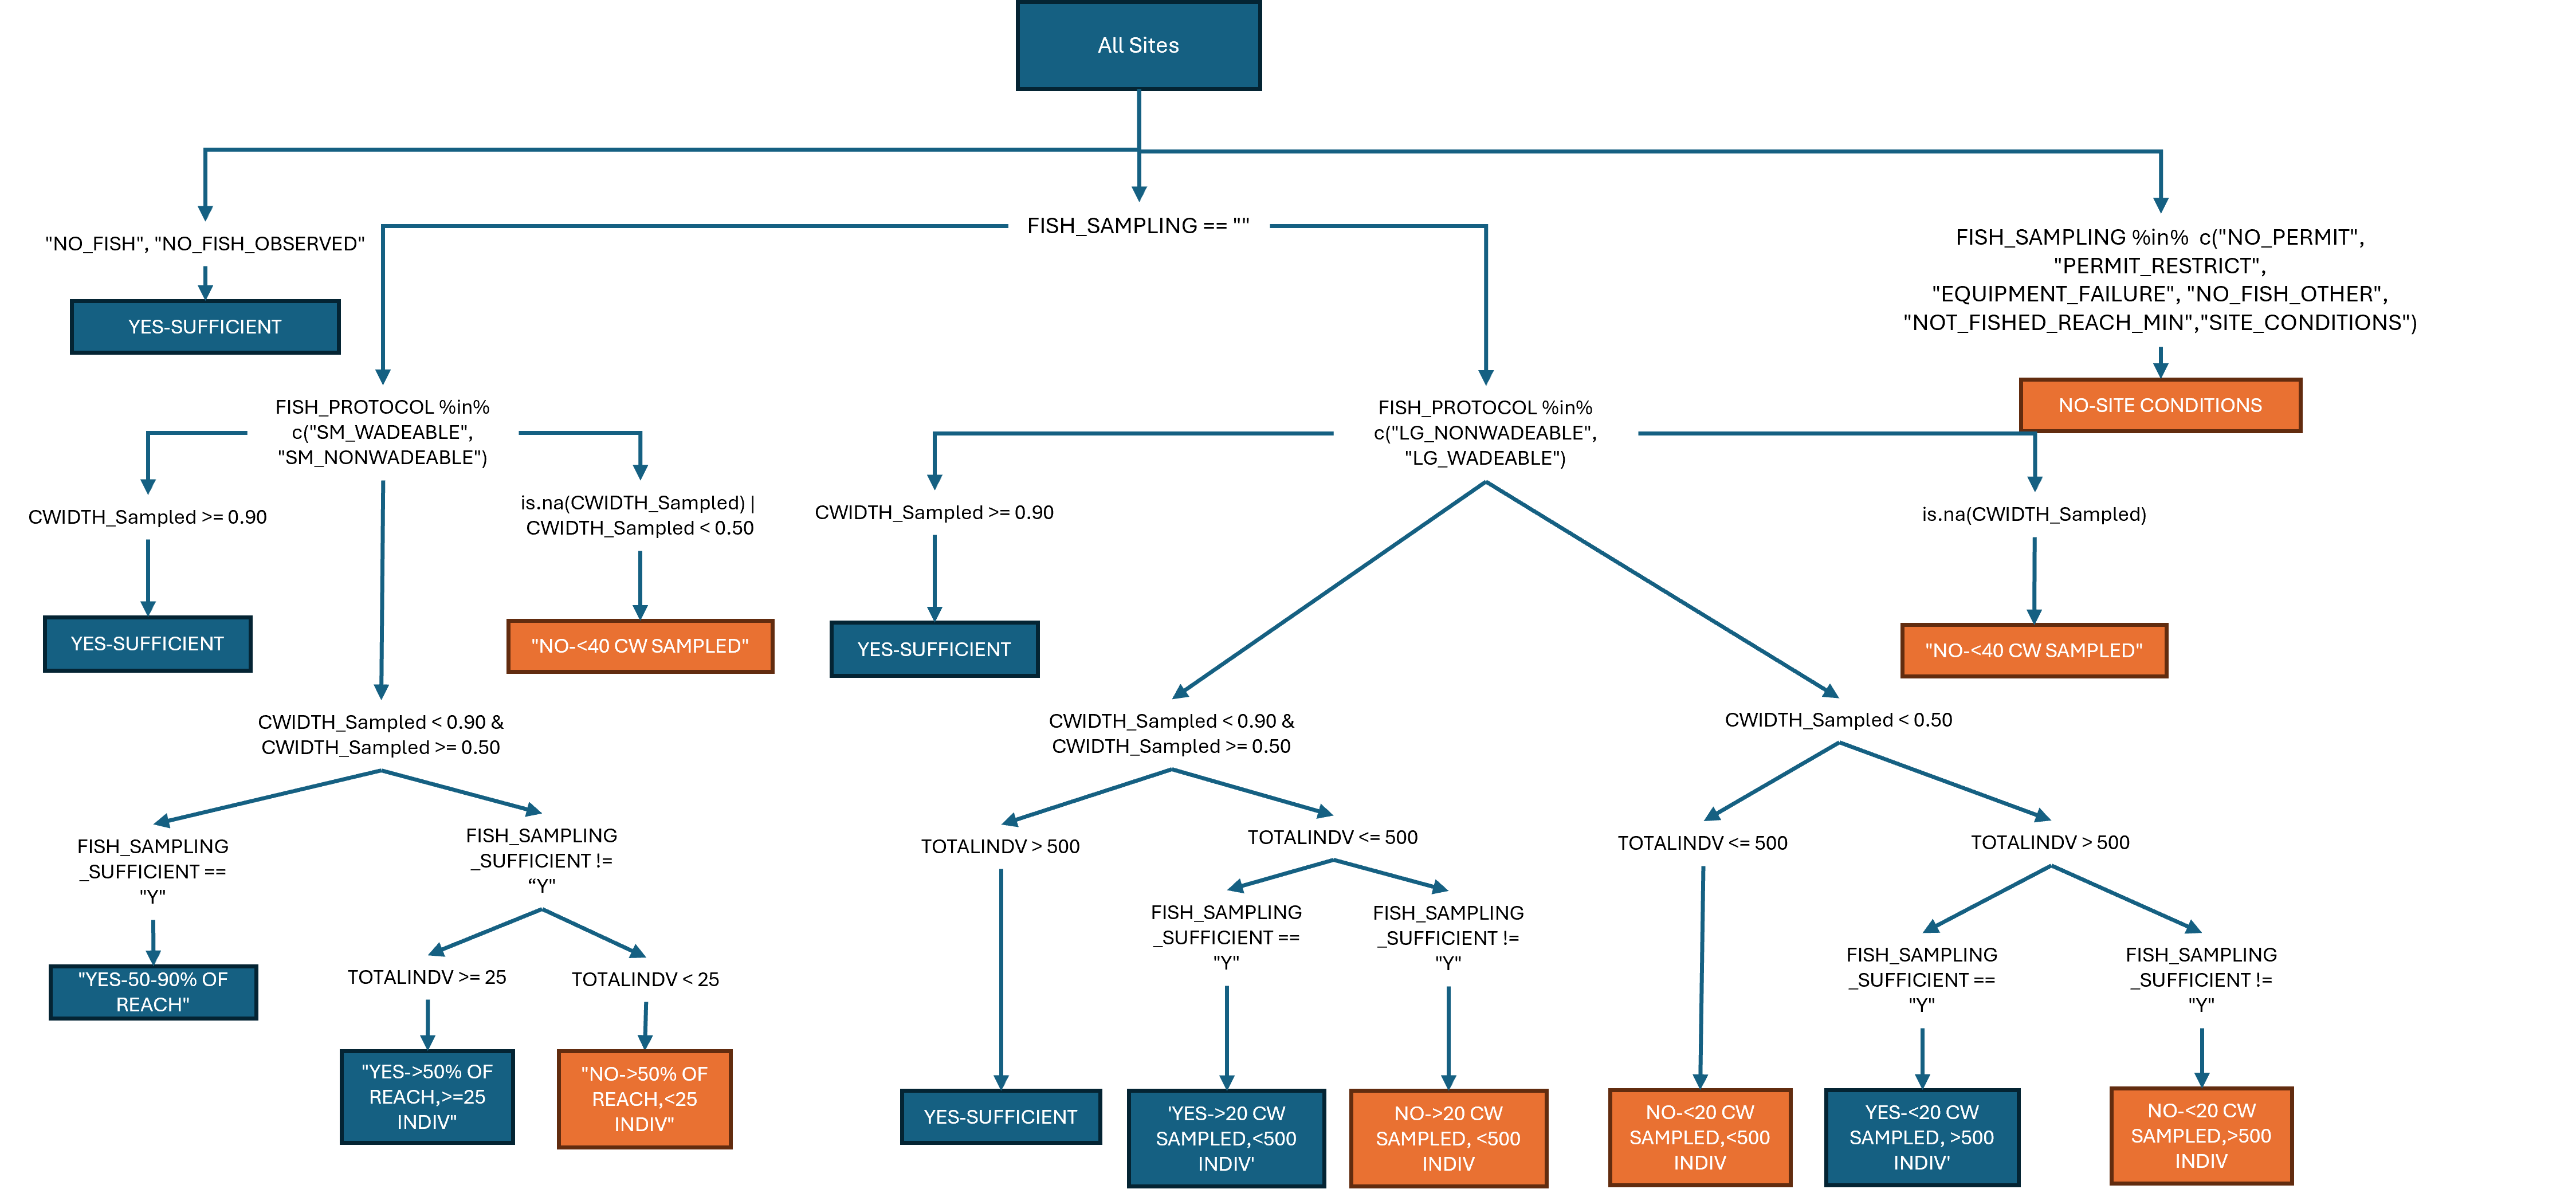 All Sites
"NO_FISH", "NO_FISH_OBSERVED"
YES-SUFFICIENT
FISH_SAMPLING == ""
FISH_SAMPLING %in%  c("NO_PERMIT",
"PERMIT_RESTRICT",
"EQUIPMENT_FAILURE", "NO_FISH_OTHER",
"NOT_FISHED_REACH_MIN","SITE_CONDITIONS")
NO-SITE CONDITIONS
FISH_PROTOCOL %in%
c("SM_WADEABLE",
"SM_NONWADEABLE")
CWIDTH_Sampled >= 0.90
YES-SUFFICIENT
is.na(CWIDTH_Sampled) |
CWIDTH_Sampled < 0.50
"NO-<40 CW SAMPLED"
CWIDTH_Sampled < 0.90 &
CWIDTH_Sampled >= 0.50
FISH_SAMPLING
_SUFFICIENT ==
"Y"
"YES-50-90% OF
REACH"
FISH_SAMPLING
_SUFFICIENT !=
“Y"
TOTALINDV >= 25
"YES->50% OF
REACH,>=25
INDIV"
TOTALINDV < 25
"NO->50% OF
REACH,<25
INDIV"
FISH_PROTOCOL %in%
c("LG_NONWADEABLE",
"LG_WADEABLE")
CWIDTH_Sampled >= 0.90
YES-SUFFICIENT
is.na(CWIDTH_Sampled)
"NO-<40 CW SAMPLED"
CWIDTH_Sampled < 0.90 &
CWIDTH_Sampled >= 0.50
TOTALINDV > 500
YES-SUFFICIENT
TOTALINDV <= 500
FISH_SAMPLING
_SUFFICIENT ==
"Y"
'YES->20 CW
SAMPLED,<500
INDIV'
FISH_SAMPLING
_SUFFICIENT !=
"Y"
NO->20 CW
SAMPLED, <500
INDIV
CWIDTH_Sampled < 0.50
TOTALINDV <= 500
NO-<20 CW
SAMPLED,<500
INDIV
TOTALINDV > 500
FISH_SAMPLING
_SUFFICIENT ==
"Y"
YES-<20 CW
SAMPLED, >500
INDIV'
FISH_SAMPLING
_SUFFICIENT !=
"Y"
NO-<20 CW
SAMPLED,>500
INDIV